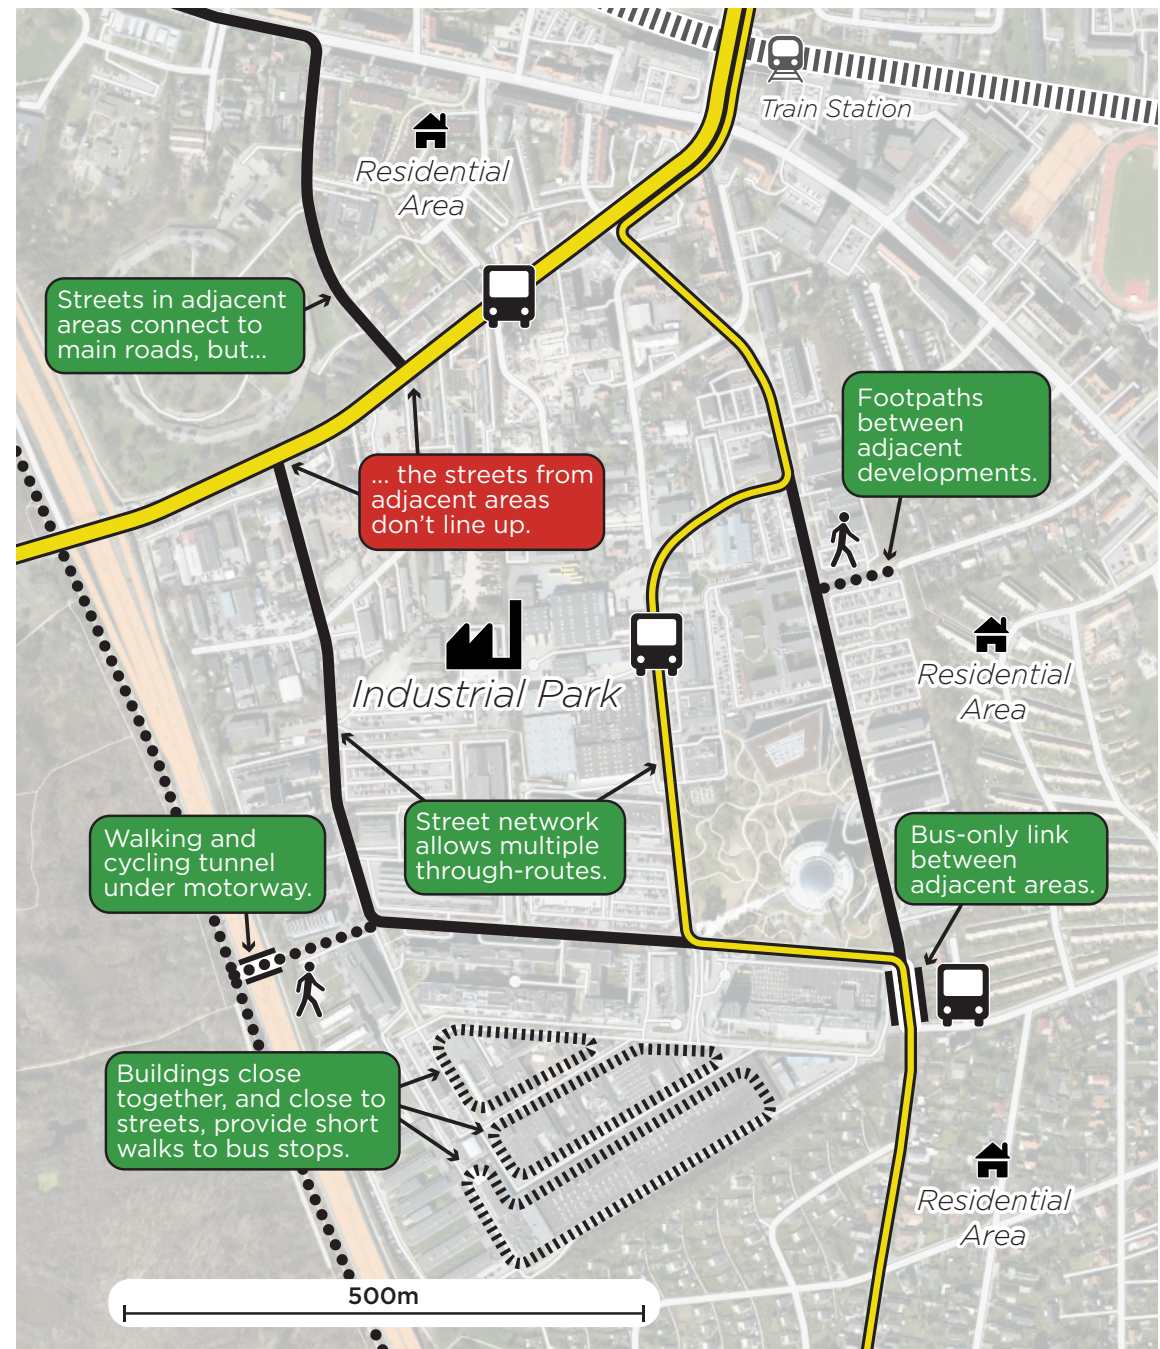 Train Station
Residential
Area
Streets in adjacent
areas connect to
main roads, but...
Footpaths
between
adjacent
developments.
... the streets from
adjacent areas
don’t line up.
Industrial Park
Residential
Area
Street network
allows multiple
through-routes.
Walking and
cycling tunnel
under motorway.
Bus-only link
between
adjacent areas.
Buildings close
together, and close to
streets, provide short
walks to bus stops.
Residential
Area
500m